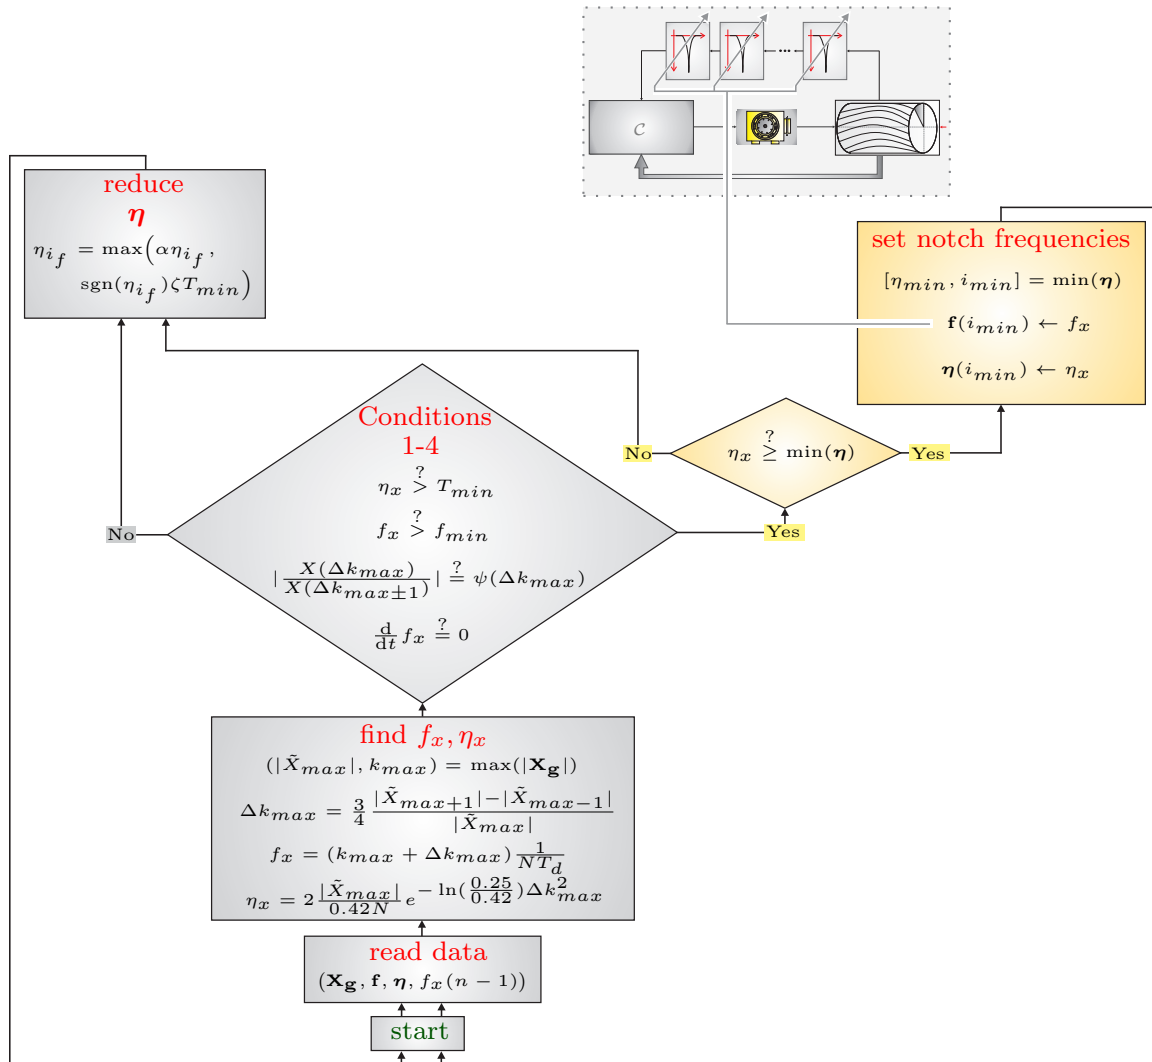 C
reduce
η
η_{i_f} = max(αη_{i_f},
sgn(η_{i_f})ζT_{min})
set notch frequencies
[η_{min}, i_{min}] = min(η)
f(i_{min}) ← f_x
η(i_{min}) ← η_x
η_x ≥? min(η)
No
Yes
Conditions
1-4
η_x >? T_{min}
f_x >? f_{min}
|X(Δk_{max})/X(Δk_{max±1})| =? ψ(Δk_{max})
d/dt f_x =? 0
No
Yes
find f_x, η_x
(|X̃_{max}|, k_{max}) = max(|X_g|)
Δk_{max} = 3/4 (|X̃_{max+1}|−|X̃_{max−1}|)/|X̃_{max}|
f_x = (k_{max} + Δk_{max}) 1/(NT_d)
η_x = 2 |X̃_{max}|/(0.42N) e^{−ln(0.25/0.42)Δk²_{max}}
read data
(X_g, f, η, f_x(n − 1))
start